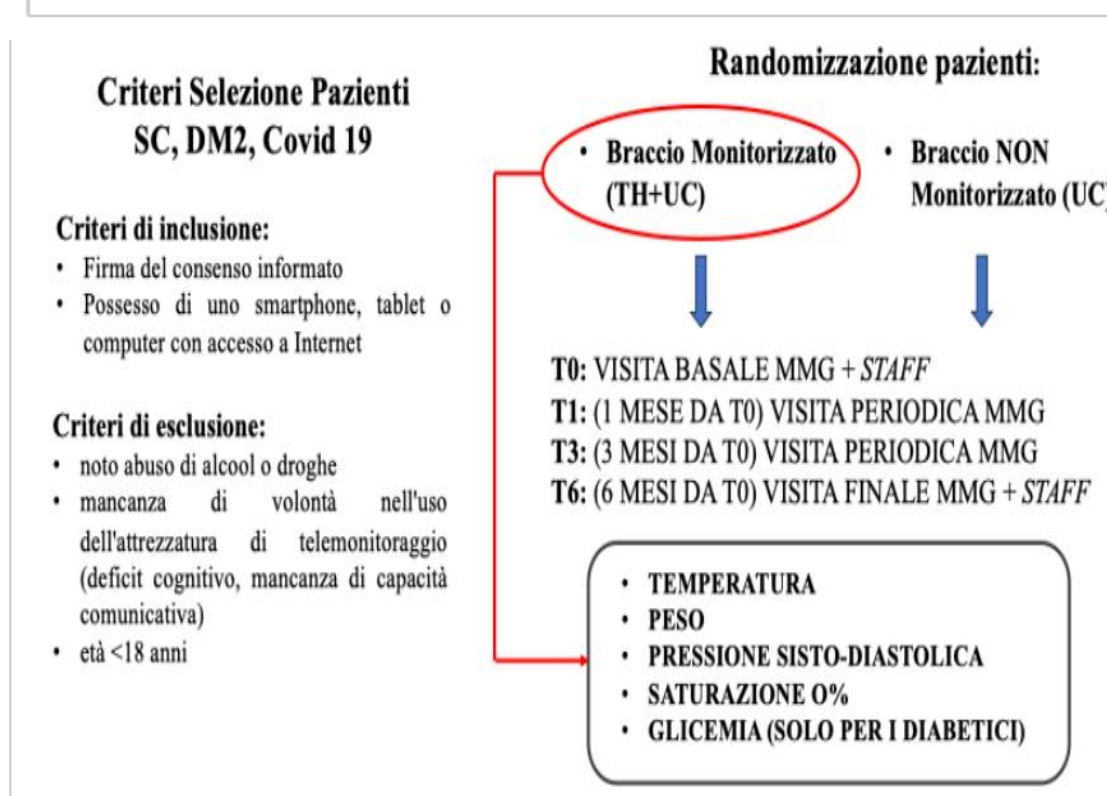 Criteri Selezione Pazienti
SC, DM2, Covid 19
Criteri di inclusione:
• Firma del consenso informato
• Possesso di uno smartphone, tablet o
computer con accesso a Internet
Criteri di esclusione:
• noto abuso di alcool o droghe
• mancanza di volontà nell'uso
dell'attrezzatura di telemonitoraggio
(deficit cognitivo, mancanza di capacità
comunicativa)
• età <18 anni
Randomizzazione pazienti:
• Braccio Monitorizzato
(TH+UC)
• Braccio NON
Monitorizzato (UC)
T0: VISITA BASALE MMG + STAFF
T1: (1 MESE DA T0) VISITA PERIODICA MMG
T3: (3 MESI DA T0) VISITA PERIODICA MMG
T6: (6 MESI DA T0) VISITA FINALE MMG + STAFF
• TEMPERATURA
• PESO
• PRESSIONE SISTO-DIASTOLICA
• SATURAZIONE O%
• GLICEMIA (SOLO PER I DIABETICI)